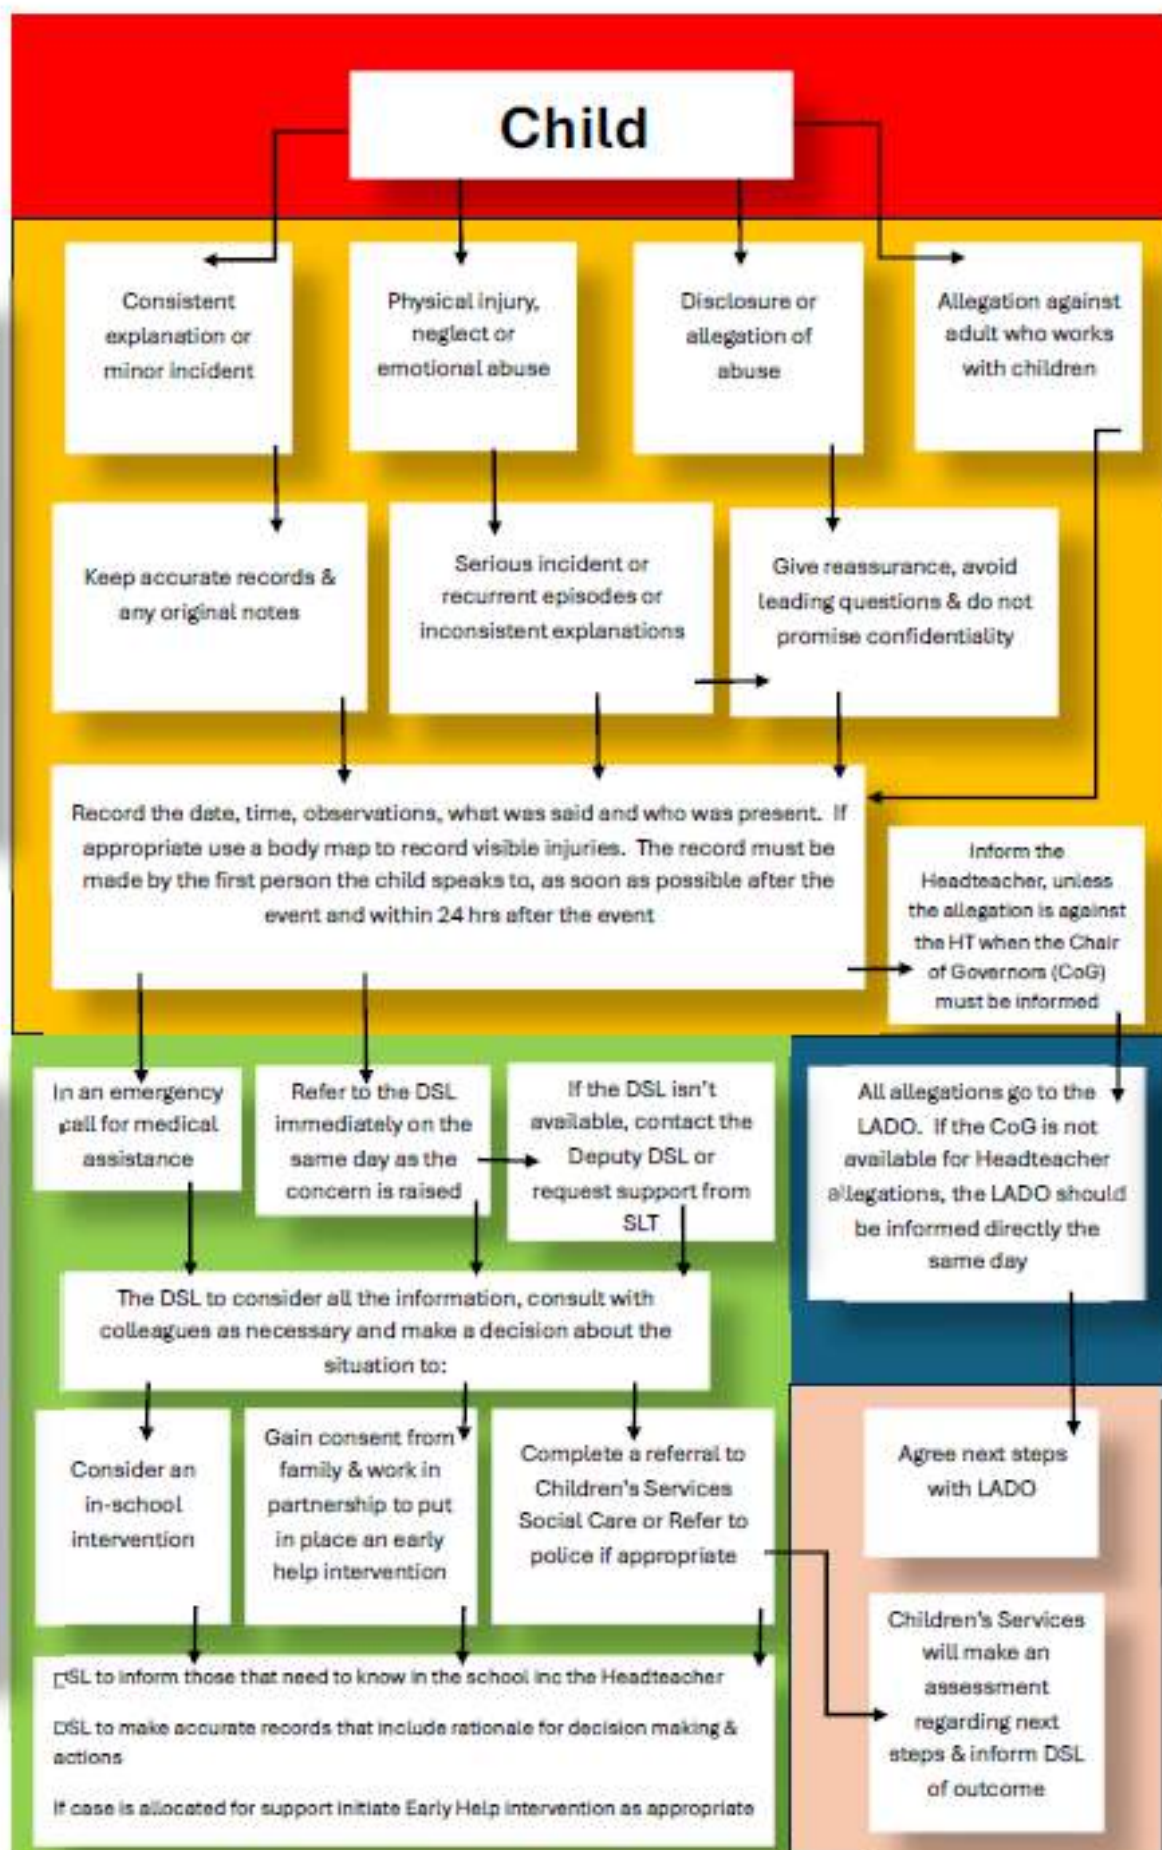 Child
Consistent
explanation or
minor incident
Physical injury,
neglect or
emotional abuse
Disclosure or
allegation of
abuse
Allegation against
adult who works
with children
Keep accurate records &
any original notes
Serious incident or
recurrent episodes or
inconsistent explanations
Give reassurance, avoid
leading questions & do not
promise confidentiality
Record the date, time, observations, what was said and who was present.  If
appropriate use a body map to record visible injuries.  The record must be
made by the first person the child speaks to, as soon as possible after the
event and within 24 hrs after the event
Inform the
Headteacher, unless
the allegation is against
the HT when the Chair
of Governors (CoG)
must be informed
In an emergency
call for medical
assistance
Refer to the DSL
immediately on the
same day as the
concern is raised
If the DSL isn't
available, contact the
Deputy DSL or
request support from
SLT
All allegations go to the
LADO.  If the CoG is not
available for Headteacher
allegations, the LADO should
be informed directly the
same day
The DSL to consider all the information, consult with
colleagues as necessary and make a decision about the
situation to:
Consider an
in-school
intervention
Gain consent from
family & work in
partnership to put
in place an early
help intervention
Complete a referral to
Children's Services
Social Care or Refer to
police if appropriate
Agree next steps
with LADO
Children's Services
will make an
assessment
regarding next
steps & inform DSL
of outcome
DSL to inform those that need to know in the school inc the Headteacher
DSL to make accurate records that include rationale for decision making &
actions
If case is allocated for support initiate Early Help intervention as appropriate